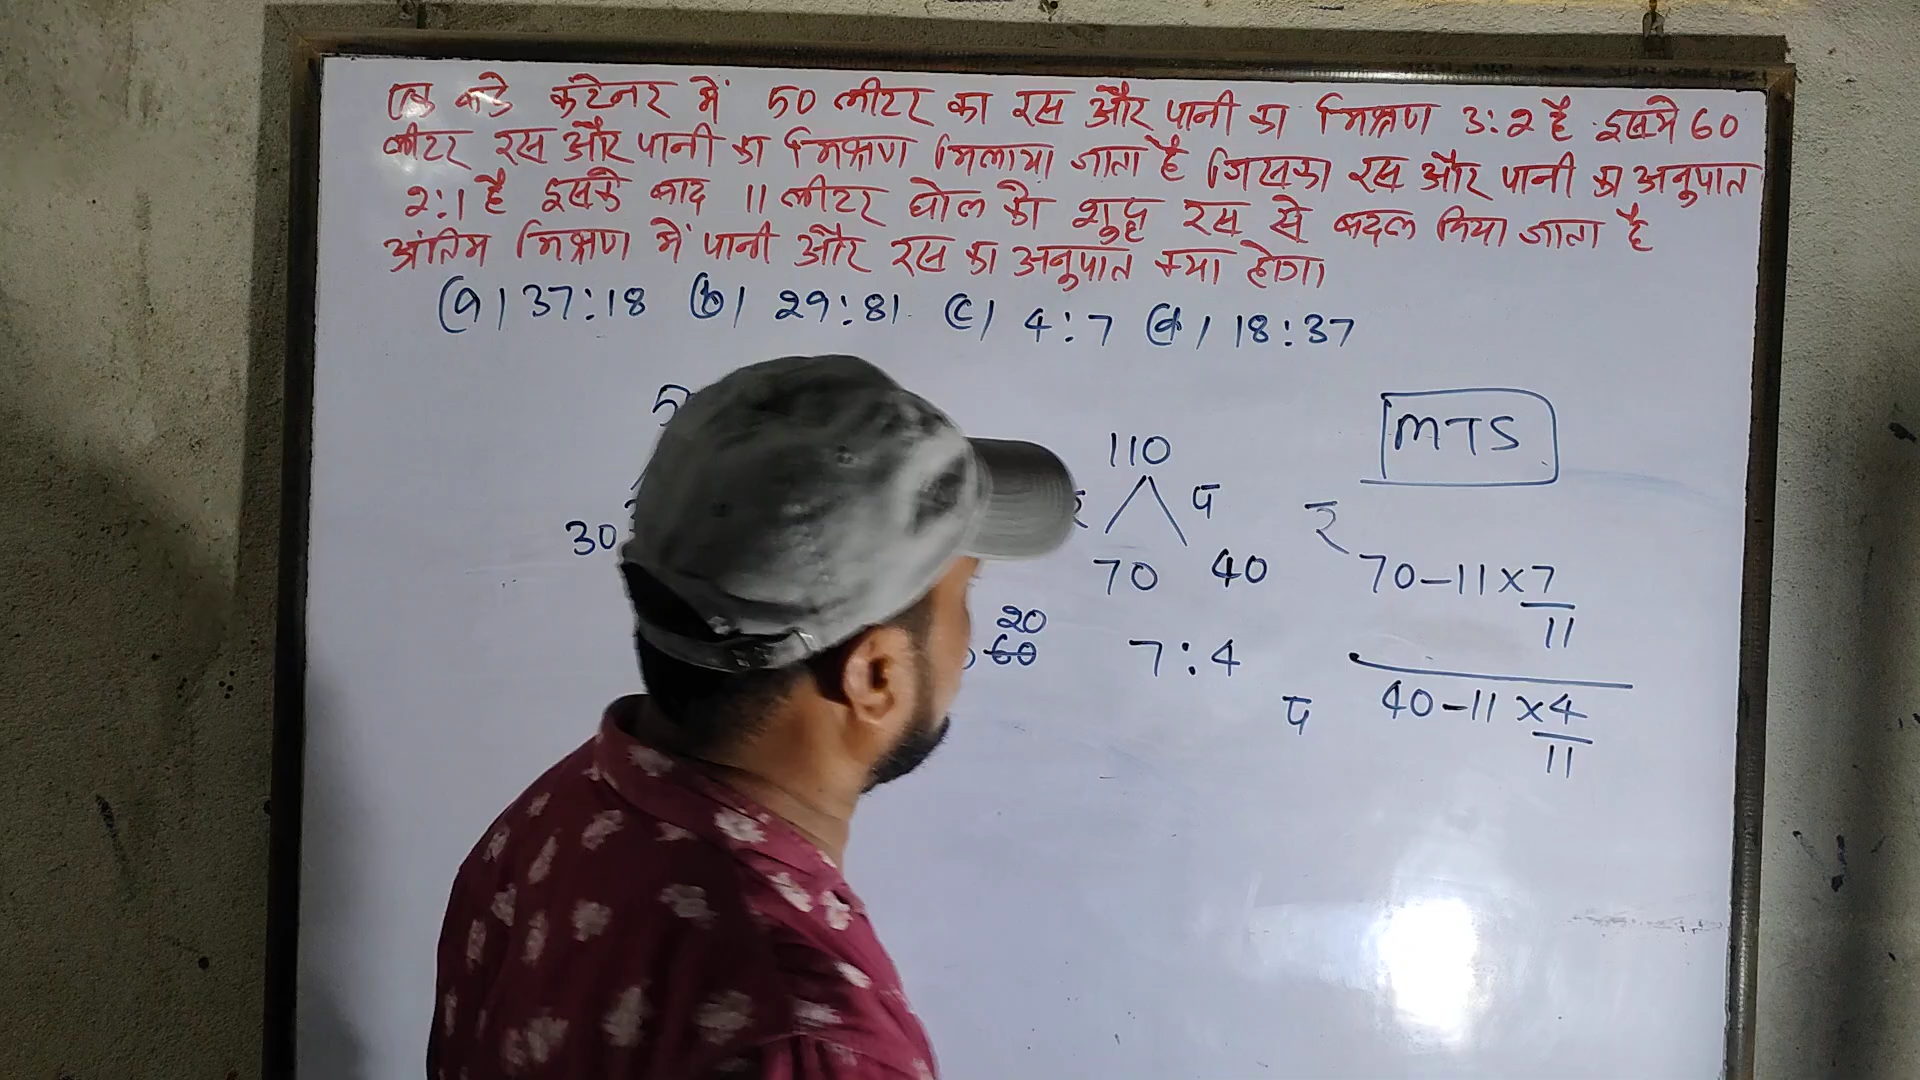 एक बडे कंटेनर में 50 लीटर का रस और पानी का मिश्रण 3:2 है इसमे 60
लीटर रस और पानी का मिश्रण मिलाया जाता है जिसका रस और पानी का अनुपात
2:1 है इसके बाद 11 लीटर घोल को शुद्ध रस से बदल दिया जाता है
अंतिम मिश्रण में पानी और रस का अनुपात क्या होगा
(a) 37:18 (b) 29:81 (c) 4:7 (d) 18:37
MTS
110
र प
70 40
30
20
60
7:4
र 70-11×7/11
प 40-11×4/11